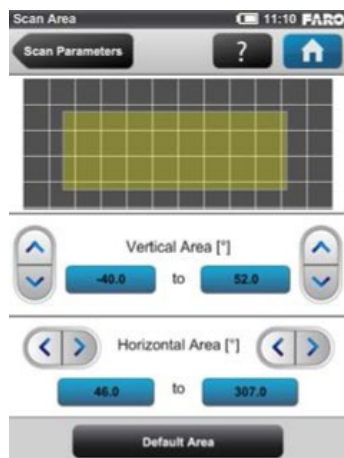 Scan Area 11:10 FARO
Scan Parameters ?
Vertical Area [°]
-40.0 to 52.0
Horizontal Area [°]
46.0 to 307.0
Default Area